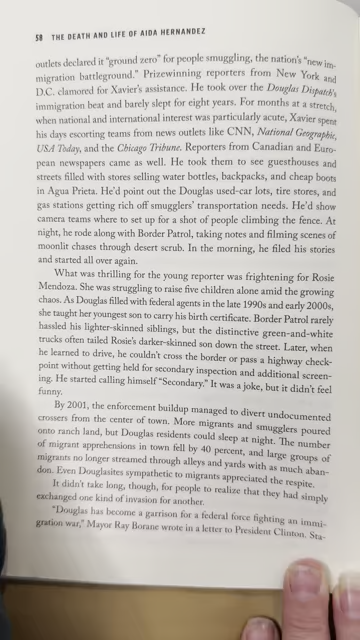 58 THE DEATH AND LIFE OF AIDA HERNANDEZ
outlets declared it "ground zero" for people smuggling, the nation's "new im-
migration battleground." Prizewinning reporters from New York and
D.C. clamored for Xavier's assistance. He took over the Douglas Dispatch's
immigration beat and barely slept for eight years. For months at a stretch,
when national and international interest was particularly acute, Xavier spent
his days escorting teams from news outlets like CNN, National Geographic,
USA Today, and the Chicago Tribune. Reporters from Canadian and Euro-
pean newspapers came as well. He took them to see guesthouses and
streets filled with stores selling water bottles, backpacks, and cheap boots
in Agua Prieta. He'd point out the Douglas used-car lots, tire stores, and
gas stations getting rich off smugglers' transportation needs. He'd show
camera teams where to set up for a shot of people climbing the fence. At
night, he rode along with Border Patrol, taking notes and filming scenes of
moonlit chases through desert scrub. In the morning, he filed his stories
and started all over again.
What was thrilling for the young reporter was frightening for Rosie
Mendoza. She was struggling to raise five children alone amid the growing
chaos. As Douglas filled with federal agents in the late 1990s and early 2000s,
she taught her youngest son to carry his birth certificate. Border Patrol rarely
hassled his lighter-skinned siblings, but the distinctive green-and-white
trucks often tailed Rosie's darker-skinned son down the street. Later, when
he learned to drive, he couldn't cross the border or pass a highway check-
point without getting held for secondary inspection and additional screen-
ing. He started calling himself "Secondary." It was a joke, but it didn't feel
funny.
By 2001, the enforcement buildup managed to divert undocumented
crossers from the center of town. More migrants and smugglers poured
onto ranch land, but Douglas residents could sleep at night. The number
of migrant apprehensions in town fell by 40 percent, and large groups of
migrants no longer streamed through alleys and yards with as much aban-
don. Even Douglasites sympathetic to migrants appreciated the respite.
It didn't take long, though, for people to realize that they had simply
exchanged one kind of invasion for another.
"Douglas has become a garrison for a federal force fighting an immi-
gration war," Mayor Ray Borane wrote in a letter to President Clinton. Sta-